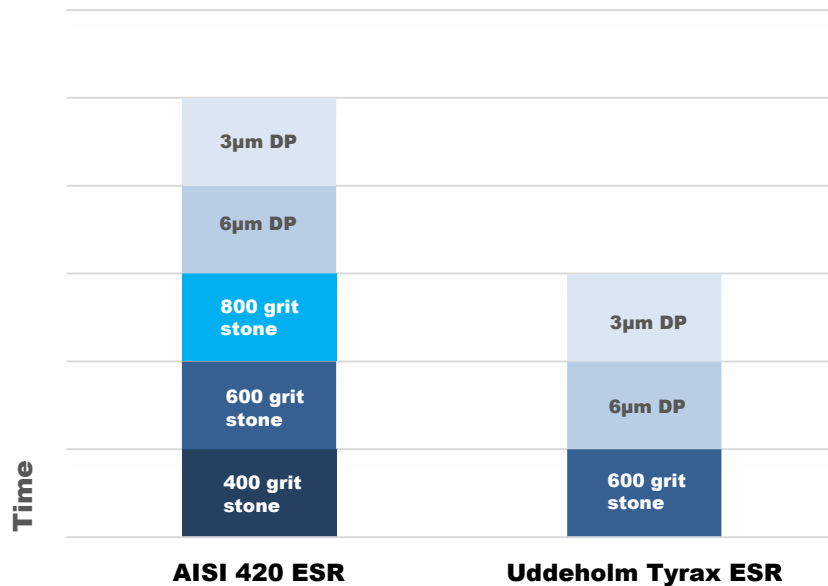 3µm DP
6µm DP
800 grit
stone
600 grit
stone
400 grit
stone
3µm DP
6µm DP
600 grit
stone
Time
AISI 420 ESR
Uddeholm Tyrax ESR